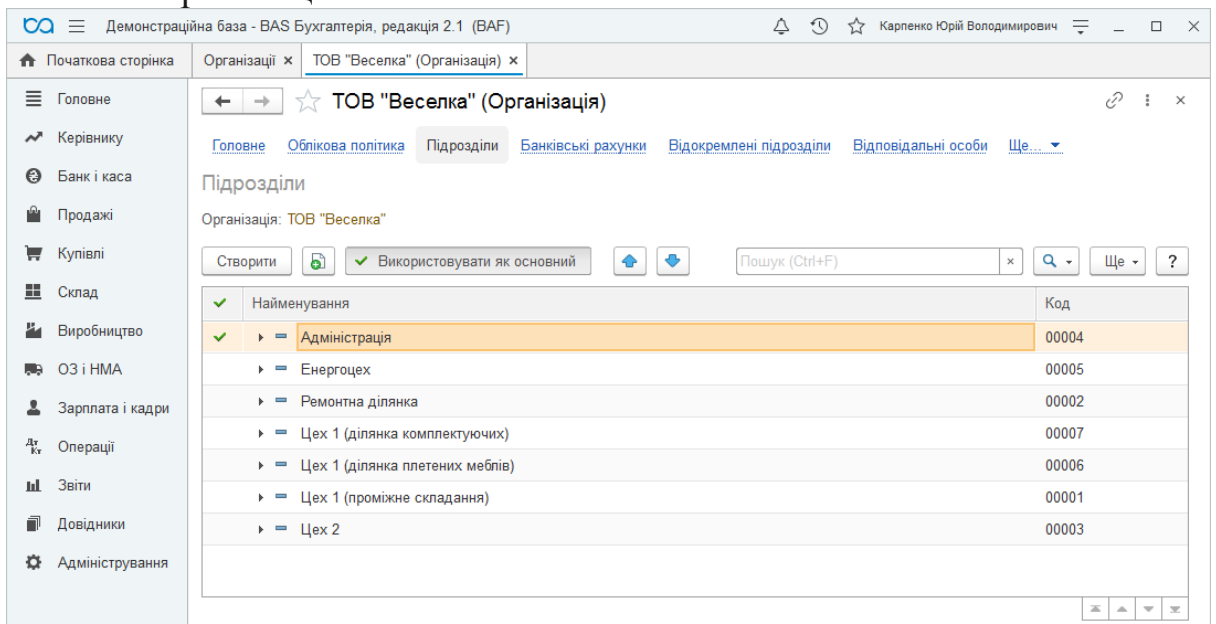 Демонстраційна база - BAS Бухгалтерія, редакція 2.1 (BAF) Карпенко Юрій Володимирович
Початкова сторінка Організації × ТОВ "Веселка" (Організація) ×
Головне
Керівнику
Банк і каса
Продажі
Купівлі
Склад
Виробництво
ОЗ і НМА
Зарплата і кадри
Дт Кт Операції
Звіти
Довідники
Адміністрування
ТОВ "Веселка" (Організація)
Головне Облікова політика Підрозділи Банківські рахунки Відокремлені підрозділи Відповідальні особи Ще...
Підрозділи
Організація: ТОВ "Веселка"
Створити Використовувати як основний Пошук (Ctrl+F) × Ще ?
Найменування Код
Адміністрація 00004
Енергоцех 00005
Ремонтна ділянка 00002
Цех 1 (ділянка комплектуючих) 00007
Цех 1 (ділянка плетених меблів) 00006
Цех 1 (проміжне складання) 00001
Цех 2 00003